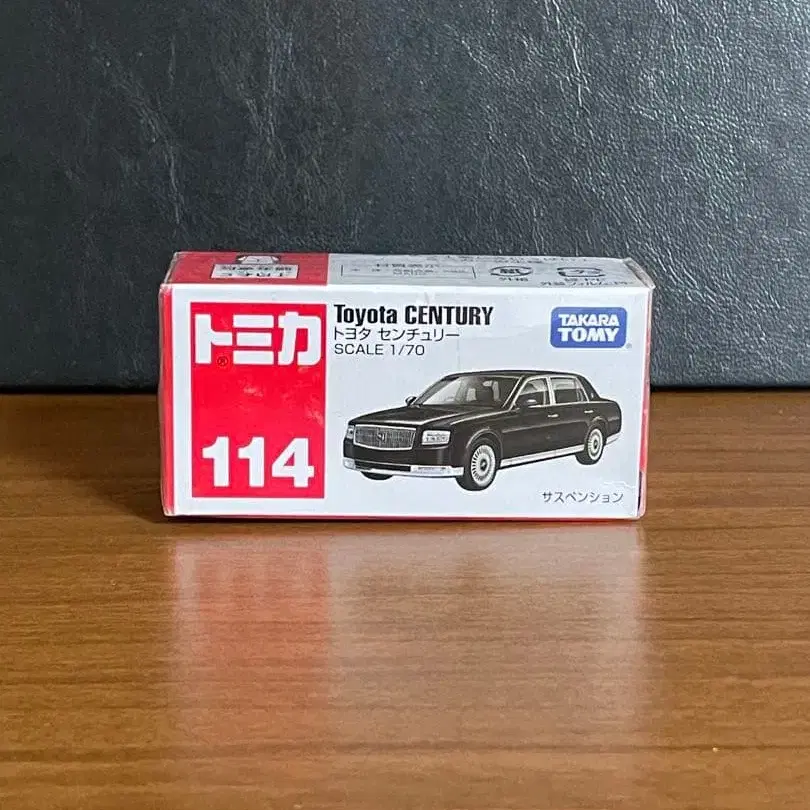 トミカ
114
Toyota CENTURY
トヨタ センチュリー
SCALE 1/70
TAKARA
TOMY
サスペンション